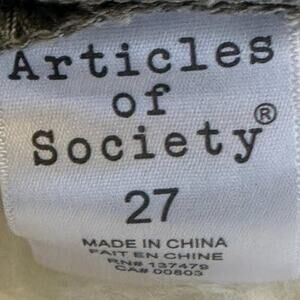 Articles
of
Society®
27
MADE IN CHINA
FAIT EN CHINE
RN# 137479
CA# 00803